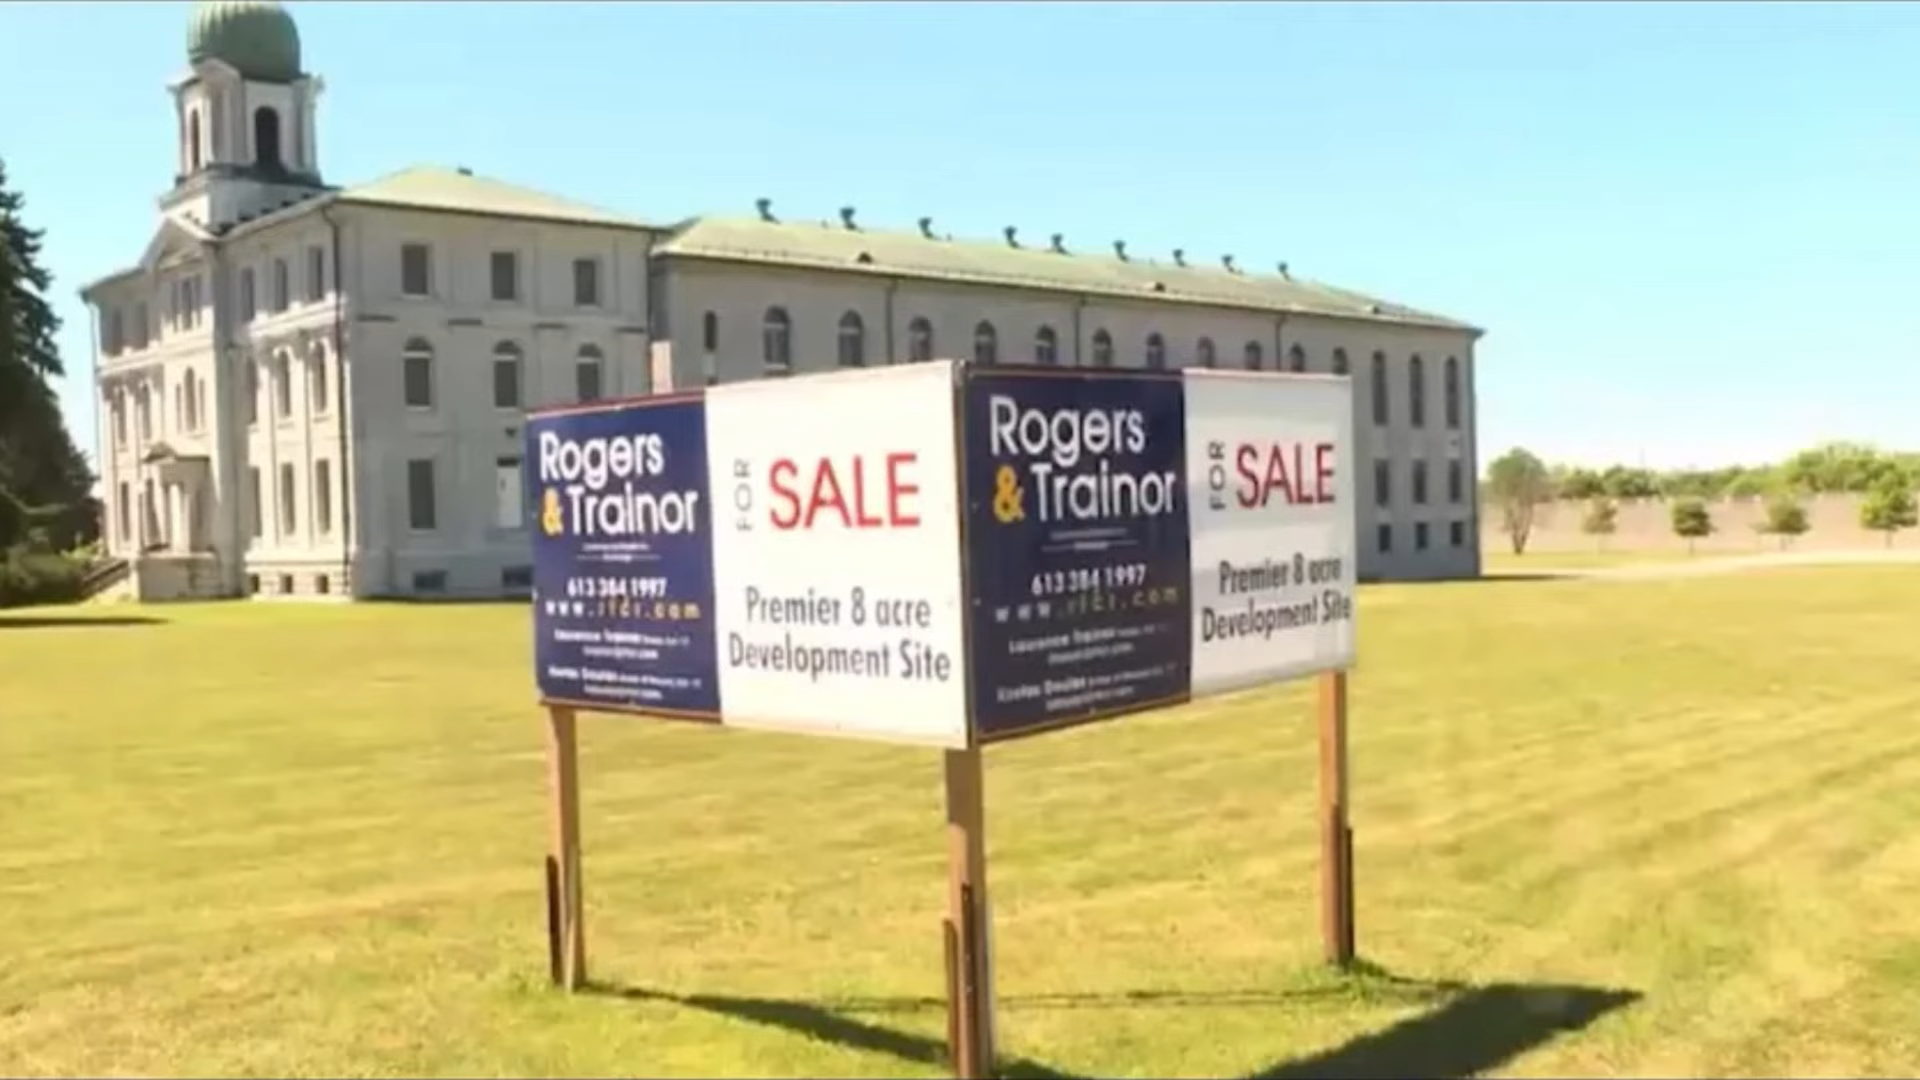 Rogers
& Trainor
613 384 1997
www.rtcr.com
FOR SALE
Premier 8 acre
Development Site
Rogers
& Trainor
613 384 1997
www.rtcr.com
FOR SALE
Premier 8 acre
Development Site